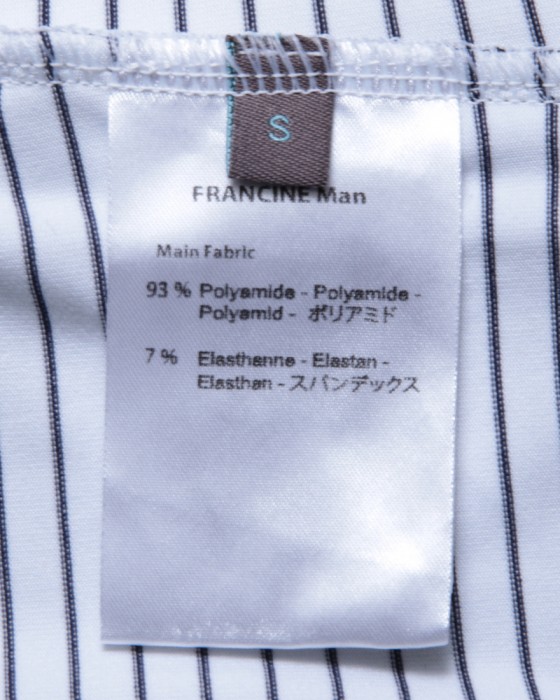 S
FRANCINE Man
Main Fabric
93 % Polyamide - Polyamide -
Polyamid - ポリアミド
7 % Elasthanne - Elastan -
Elasthan - スパンデックス